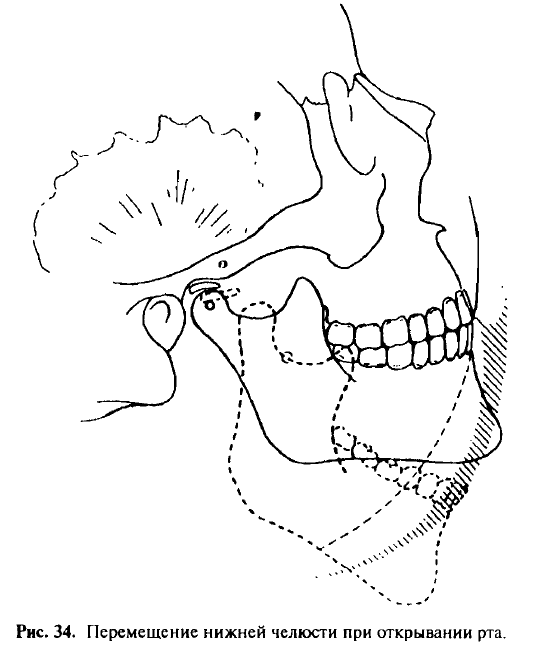 Рис. 34. Перемещение нижней челюсти при открывании рта.